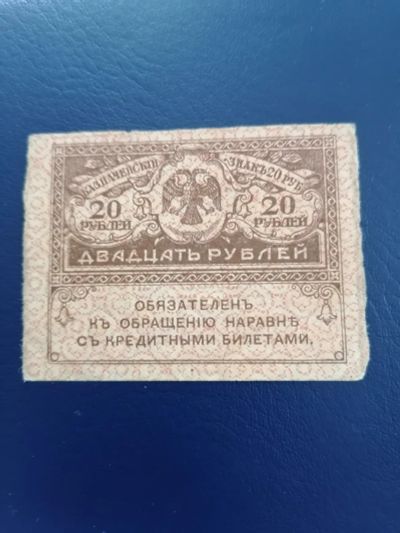 КАЗНАЧЕЙСКІЙ ЗНАКЪ 20 РУБ.
20 РУБЛЕЙ
20 РУБЛЕЙ
ДВАДЦАТЬ РУБЛЕЙ
ОБЯЗАТЕЛЕНЪ
КЪ ОБРАЩЕНІЮ НАРАВНѢ
СЪ КРЕДИТНЫМИ БИЛЕТАМИ.